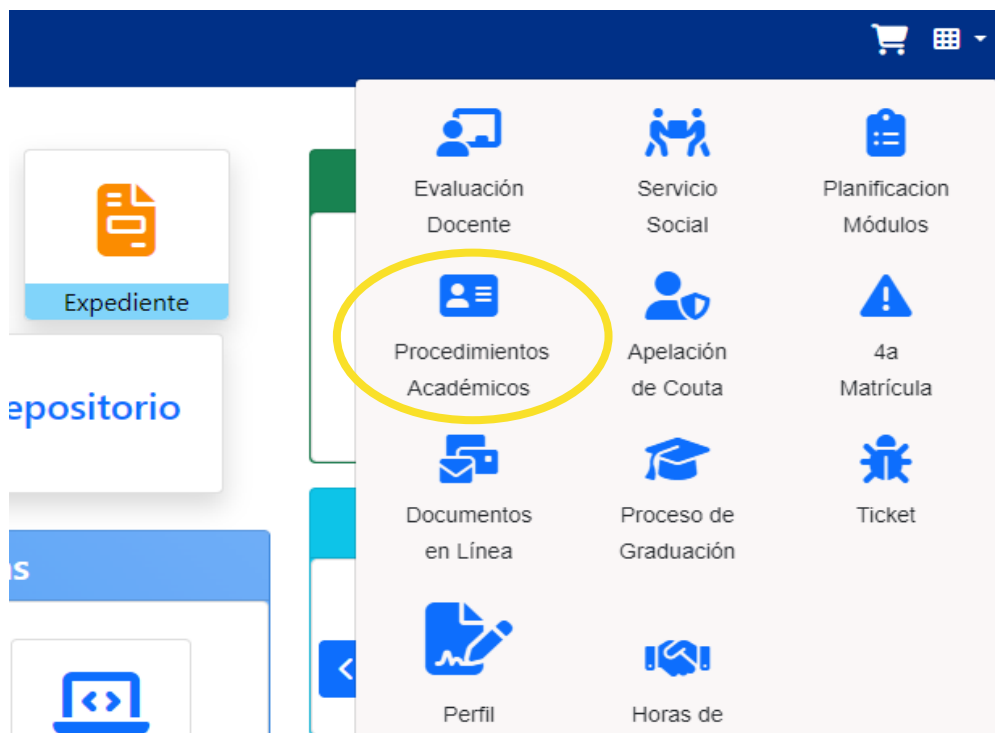 Evaluación
Docente
Servicio
Social
Planificacion
Módulos
Expediente
Procedimientos
Académicos
Apelación
de Couta
4a
Matrícula
epositorio
Documentos
en Línea
Proceso de
Graduación
Ticket
as
Perfil
Horas de